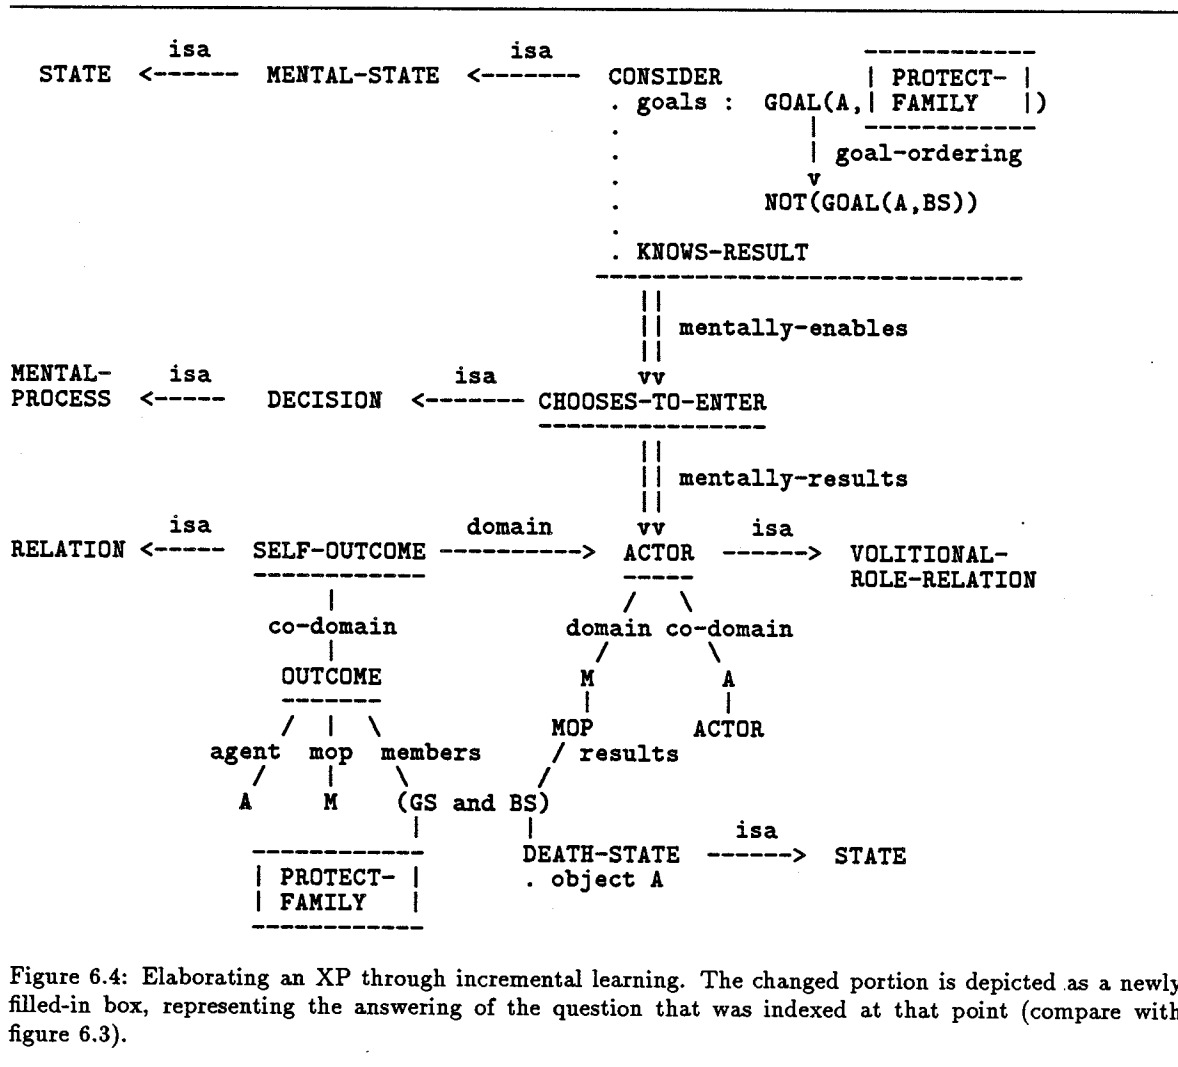 isa isa ------------
STATE <------ MENTAL-STATE <------- CONSIDER | PROTECT- |
. goals : GOAL(A,| FAMILY |)
. | ------------
. | goal-ordering
. v
. NOT(GOAL(A,BS))
.
. KNOWS-RESULT
------------------------------
||
|| mentally-enables
||
MENTAL- isa isa vv
PROCESS <----- DECISION <------- CHOOSES-TO-ENTER
----------------
||
|| mentally-results
||
isa domain vv isa
RELATION <----- SELF-OUTCOME ----------> ACTOR ------> VOLITIONAL-
------------ ----- ROLE-RELATION
| / \
co-domain domain co-domain
| / \
OUTCOME M A
------- | |
/ | \ MOP ACTOR
agent mop members / results
/ | \ /
A M (GS and BS)
| | isa
------------ DEATH-STATE ------> STATE
| PROTECT- | . object A
| FAMILY |
------------
Figure 6.4: Elaborating an XP through incremental learning. The changed portion is depicted as a newly
filled-in box, representing the answering of the question that was indexed at that point (compare with
figure 6.3).